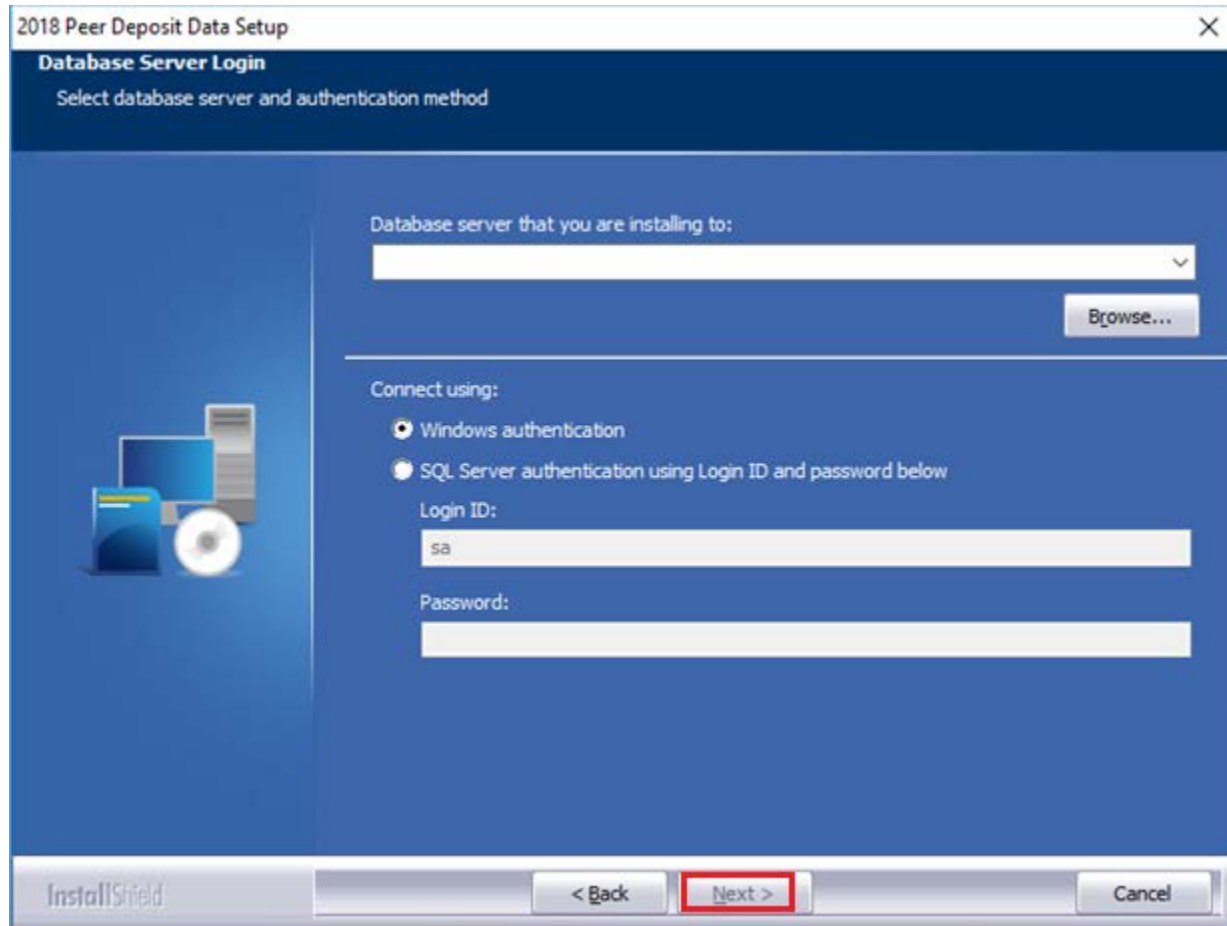 2018 Peer Deposit Data Setup
Database Server Login
Select database server and authentication method
Database server that you are installing to:
Browse...
Connect using:
Windows authentication
SQL Server authentication using Login ID and password below
Login ID:
sa
Password:
InstallShield
< Back
Next >
Cancel